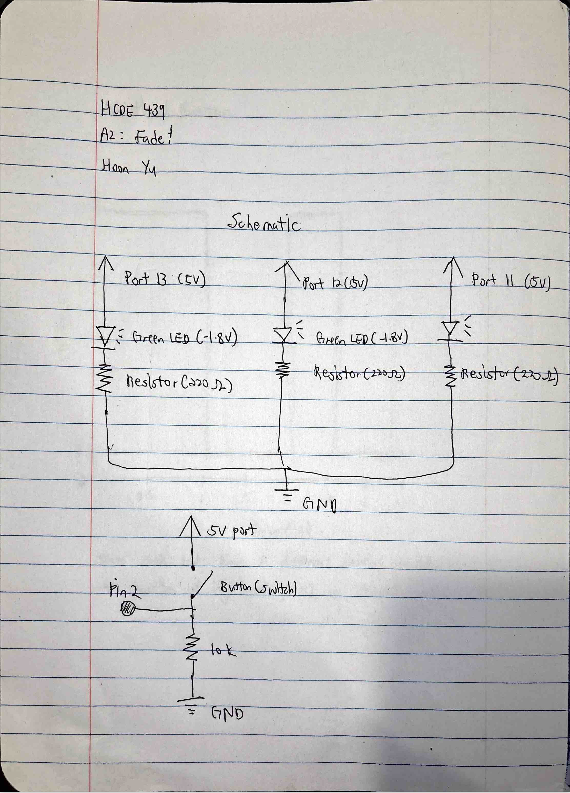 HCDE 439
A2: Fade!
Hoon Yu
Schematic
Port 13 (5V)
Port 12 (5V)
Port 11 (5V)
Green LED (-1.8V)
Green LED (-1.8V)
Resistor (220 Ω)
Resistor (220 Ω)
Resistor (220 Ω)
GND
5V port
Pin 2
Button (switch)
10k
GND